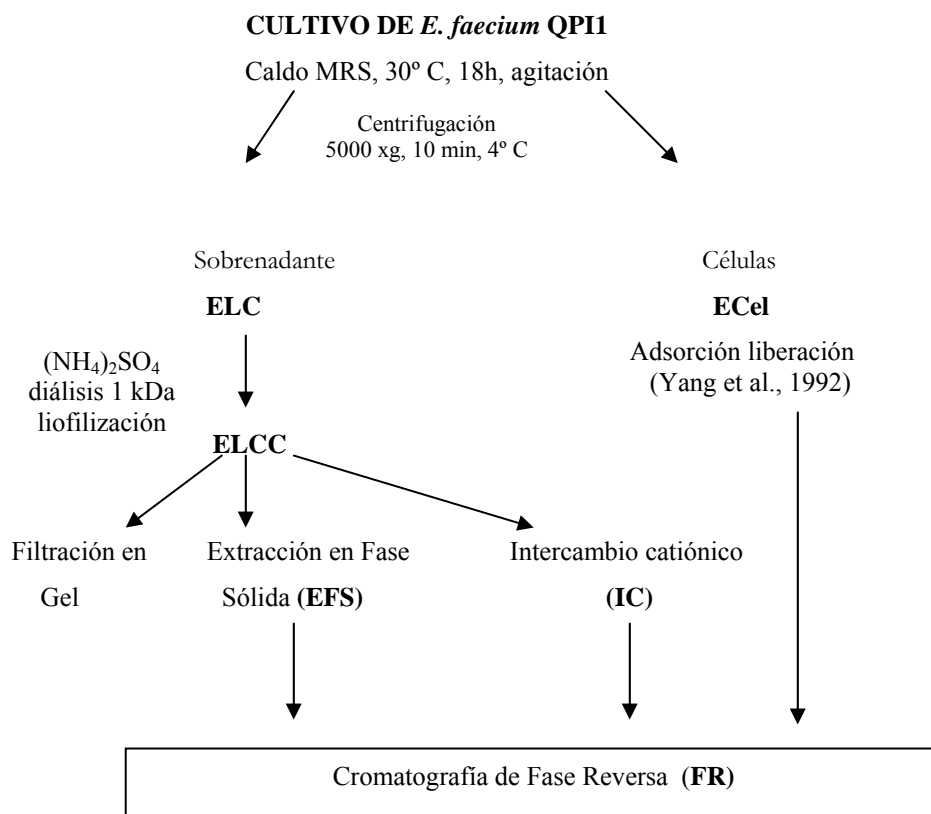 CULTIVO DE E. faecium QPI1
Caldo MRS, 30º C, 18h, agitación
Centrifugación
5000 xg, 10 min, 4º C
Sobrenadante
ELC
Células
ECel
Adsorción liberación
(Yang et al., 1992)
(NH₄)₂SO₄
diálisis 1 kDa
liofilización
ELCC
Filtración en
Gel
Extracción en Fase
Sólida (EFS)
Intercambio catiónico
(IC)
Cromatografía de Fase Reversa (FR)